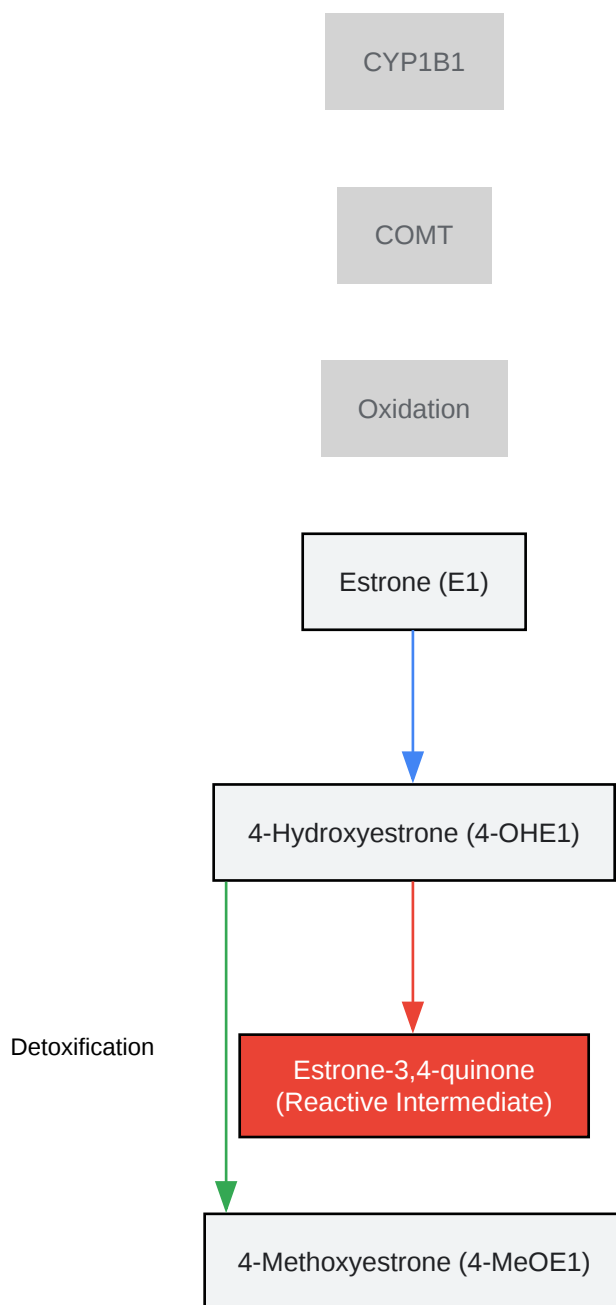 CYP1B1
COMT
Oxidation
Estrone (E1)
4-Hydroxyestrone (4-OHE1)
Detoxification
Estrone-3,4-quinone
(Reactive Intermediate)
4-Methoxyestrone (4-MeOE1)